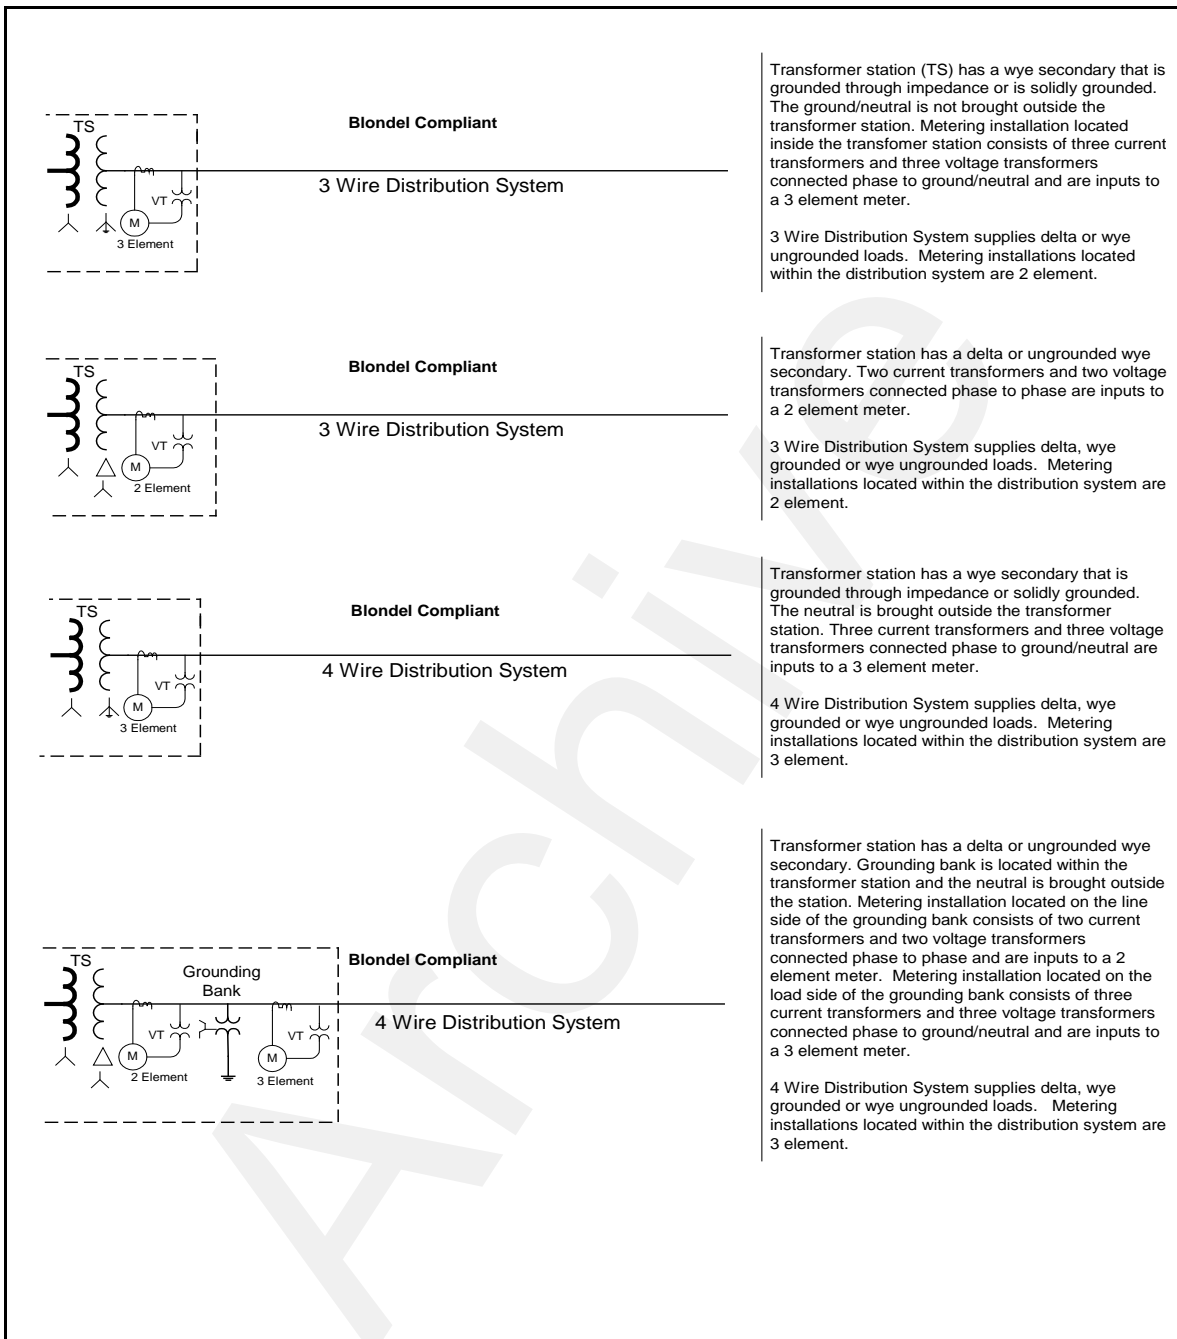 TS
Blondel Compliant
3 Wire Distribution System
VT
M
3 Element
Transformer station (TS) has a wye secondary that is
grounded through impedance or is solidly grounded.
The ground/neutral is not brought outside the
transformer station. Metering installation located
inside the transfomer station consists of three current
transformers and three voltage transformers
connected phase to ground/neutral and are inputs to
a 3 element meter.
3 Wire Distribution System supplies delta or wye
ungrounded loads.  Metering installations located
within the distribution system are 2 element.
TS
Blondel Compliant
3 Wire Distribution System
VT
M
2 Element
Transformer station has a delta or ungrounded wye
secondary. Two current transformers and two voltage
transformers connected phase to phase are inputs to
a 2 element meter.
3 Wire Distribution System supplies delta, wye
grounded or wye ungrounded loads.  Metering
installations located within the distribution system are
2 element.
TS
Blondel Compliant
4 Wire Distribution System
VT
M
3 Element
Transformer station has a wye secondary that is
grounded through impedance or solidly grounded.
The neutral is brought outside the transformer
station. Three current transformers and three voltage
transformers connected phase to ground/neutral are
inputs to a 3 element meter.
4 Wire Distribution System supplies delta, wye
grounded or wye ungrounded loads.  Metering
installations located within the distribution system are
3 element.
TS
Grounding
Bank
Blondel Compliant
4 Wire Distribution System
VT
M
2 Element
VT
M
3 Element
Transformer station has a delta or ungrounded wye
secondary. Grounding bank is located within the
transformer station and the neutral is brought outside
the station. Metering installation located on the line
side of the grounding bank consists of two current
transformers and two voltage transformers
connected phase to phase and are inputs to a 2
element meter.  Metering installation located on the
load side of the grounding bank consists of three
current transformers and three voltage transformers
connected phase to ground/neutral and are inputs to
a 3 element meter.
4 Wire Distribution System supplies delta, wye
grounded or wye ungrounded loads.   Metering
installations located within the distribution system are
3 element.
Archive